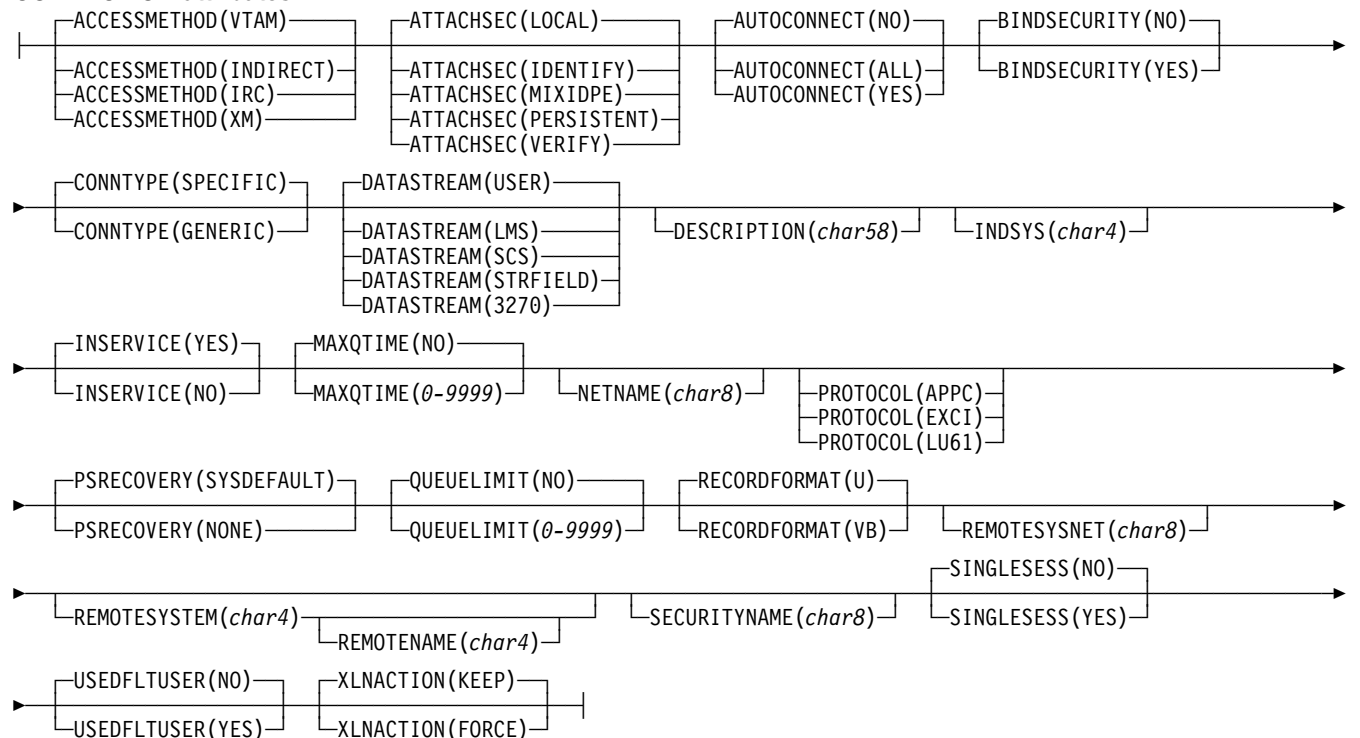 ACCESSMETHOD(VTAM) ATTACHSEC(LOCAL) AUTOCONNECT(NO) BINDSECURITY(NO)
ACCESSMETHOD(INDIRECT) ATTACHSEC(IDENTIFY) AUTOCONNECT(ALL) BINDSECURITY(YES)
ACCESSMETHOD(IRC) ATTACHSEC(MIXIDPE) AUTOCONNECT(YES)
ACCESSMETHOD(XM) ATTACHSEC(PERSISTENT)
ATTACHSEC(VERIFY)
CONNTYPE(SPECIFIC) DATASTREAM(USER)
CONNTYPE(GENERIC) DATASTREAM(LMS) DESCRIPTION(char58) INDSYS(char4)
DATASTREAM(SCS)
DATASTREAM(STRFIELD)
DATASTREAM(3270)
INSERVICE(YES) MAXQTIME(NO)
INSERVICE(NO) MAXQTIME(0-9999) NETNAME(char8) PROTOCOL(APPC)
PROTOCOL(EXCI)
PROTOCOL(LU61)
PSRECOVERY(SYSDEFAULT) QUEUELIMIT(NO) RECORDFORMAT(U)
PSRECOVERY(NONE) QUEUELIMIT(0-9999) RECORDFORMAT(VB) REMOTESYSNET(char8)
SINGLESESS(NO)
REMOTESYSTEM(char4) REMOTENAME(char4) SECURITYNAME(char8) SINGLESESS(YES)
USEDFLTUSER(NO) XLNACTION(KEEP)
USEDFLTUSER(YES) XLNACTION(FORCE)